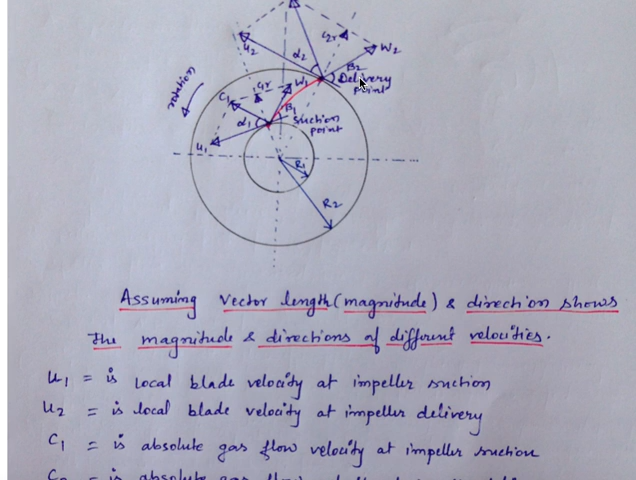 U2
α2
C2r
W2
β2
Delivery
point
rotation
C1
C1r
W1
α1
β1
Suction
point
U1
R1
R2
Assuming vector length (magnitude) & direction shows
the magnitude & directions of different velocities.
U1 = is local blade velocity at impeller suction
U2 = is local blade velocity at impeller delivery
C1 = is absolute gas flow velocity at impeller suction